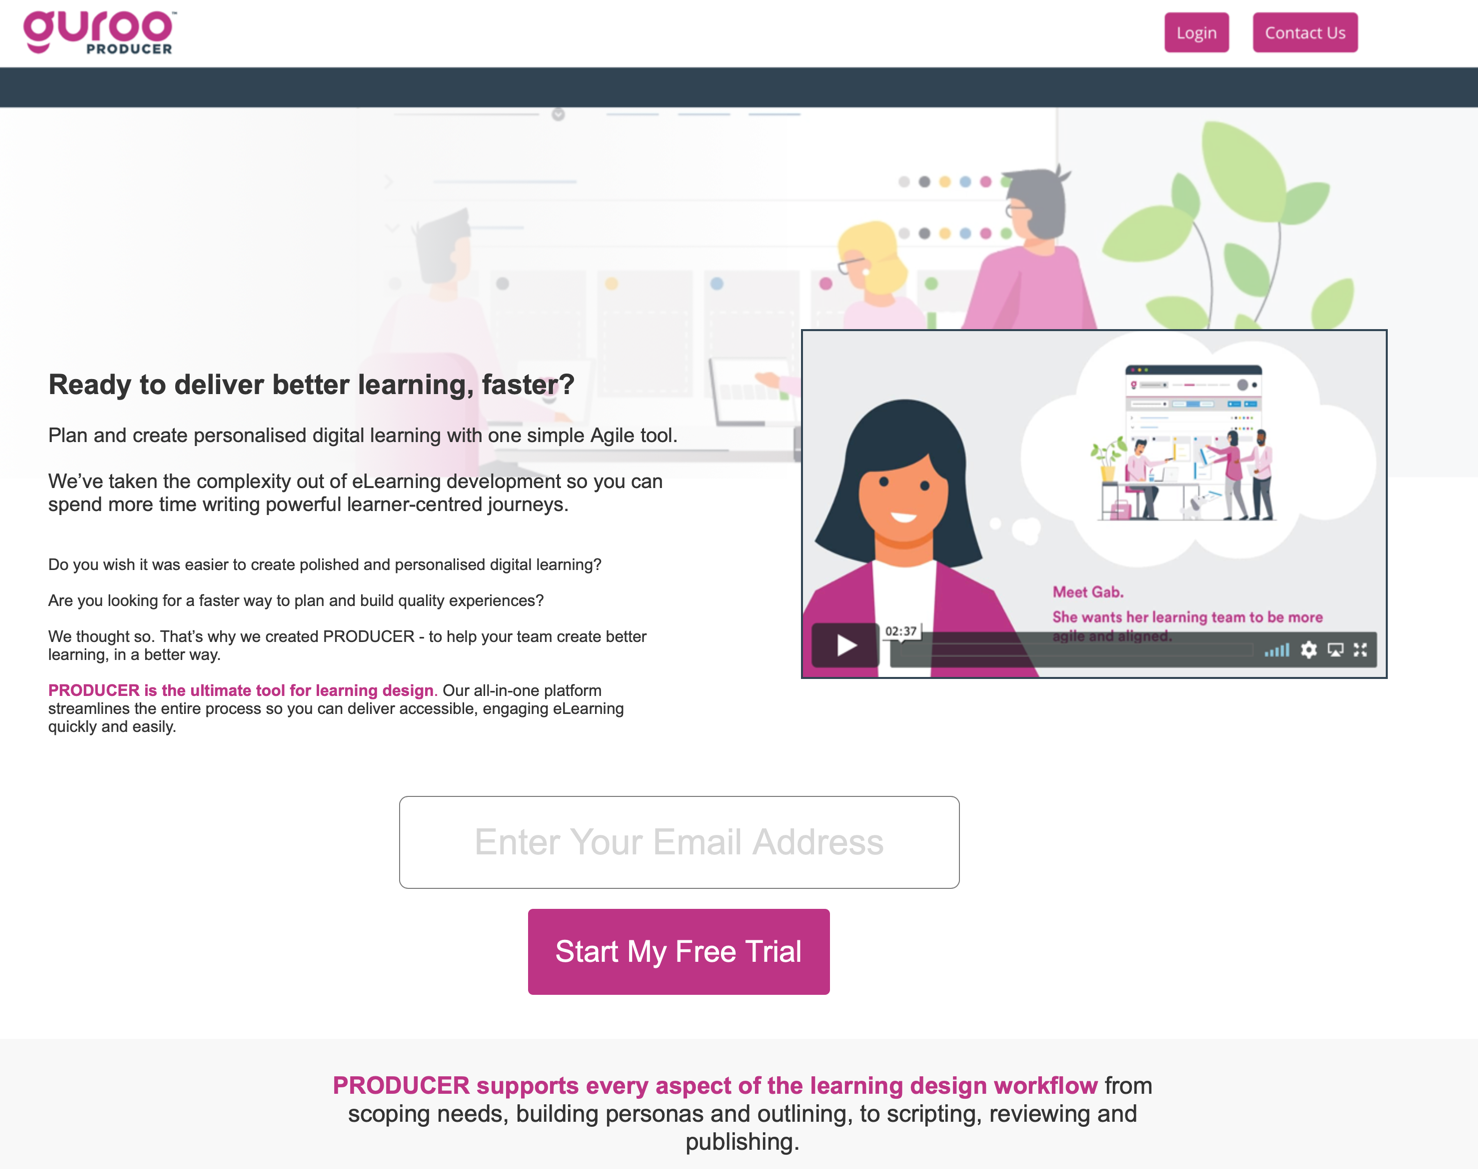 guroo™
PRODUCER
Login
Contact Us
Ready to deliver better learning, faster?
Plan and create personalised digital learning with one simple Agile tool.
We’ve taken the complexity out of eLearning development so you can
spend more time writing powerful learner-centred journeys.
Do you wish it was easier to create polished and personalised digital learning?
Are you looking for a faster way to plan and build quality experiences?
We thought so. That’s why we created PRODUCER - to help your team create better
learning, in a better way.
PRODUCER is the ultimate tool for learning design. Our all-in-one platform
streamlines the entire process so you can deliver accessible, engaging eLearning
quickly and easily.
Meet Gab.
She wants her learning team to be more
agile and aligned.
02:37
Enter Your Email Address
Start My Free Trial
PRODUCER supports every aspect of the learning design workflow from
scoping needs, building personas and outlining, to scripting, reviewing and
publishing.